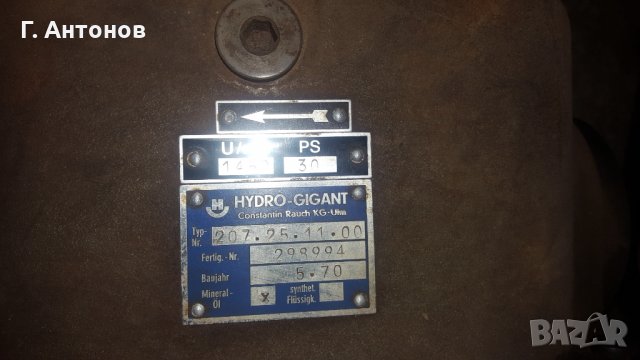 Г. Антонов
PS
30
HYDRO-GIGANT
Constantin Rauch KG-Ulm
Typ-Nr. 207.25.11.00
Fertig.-Nr. 298994
Baujahr 5.70
Mineral-Öl x synthet. Flüssigk.
BAZAR